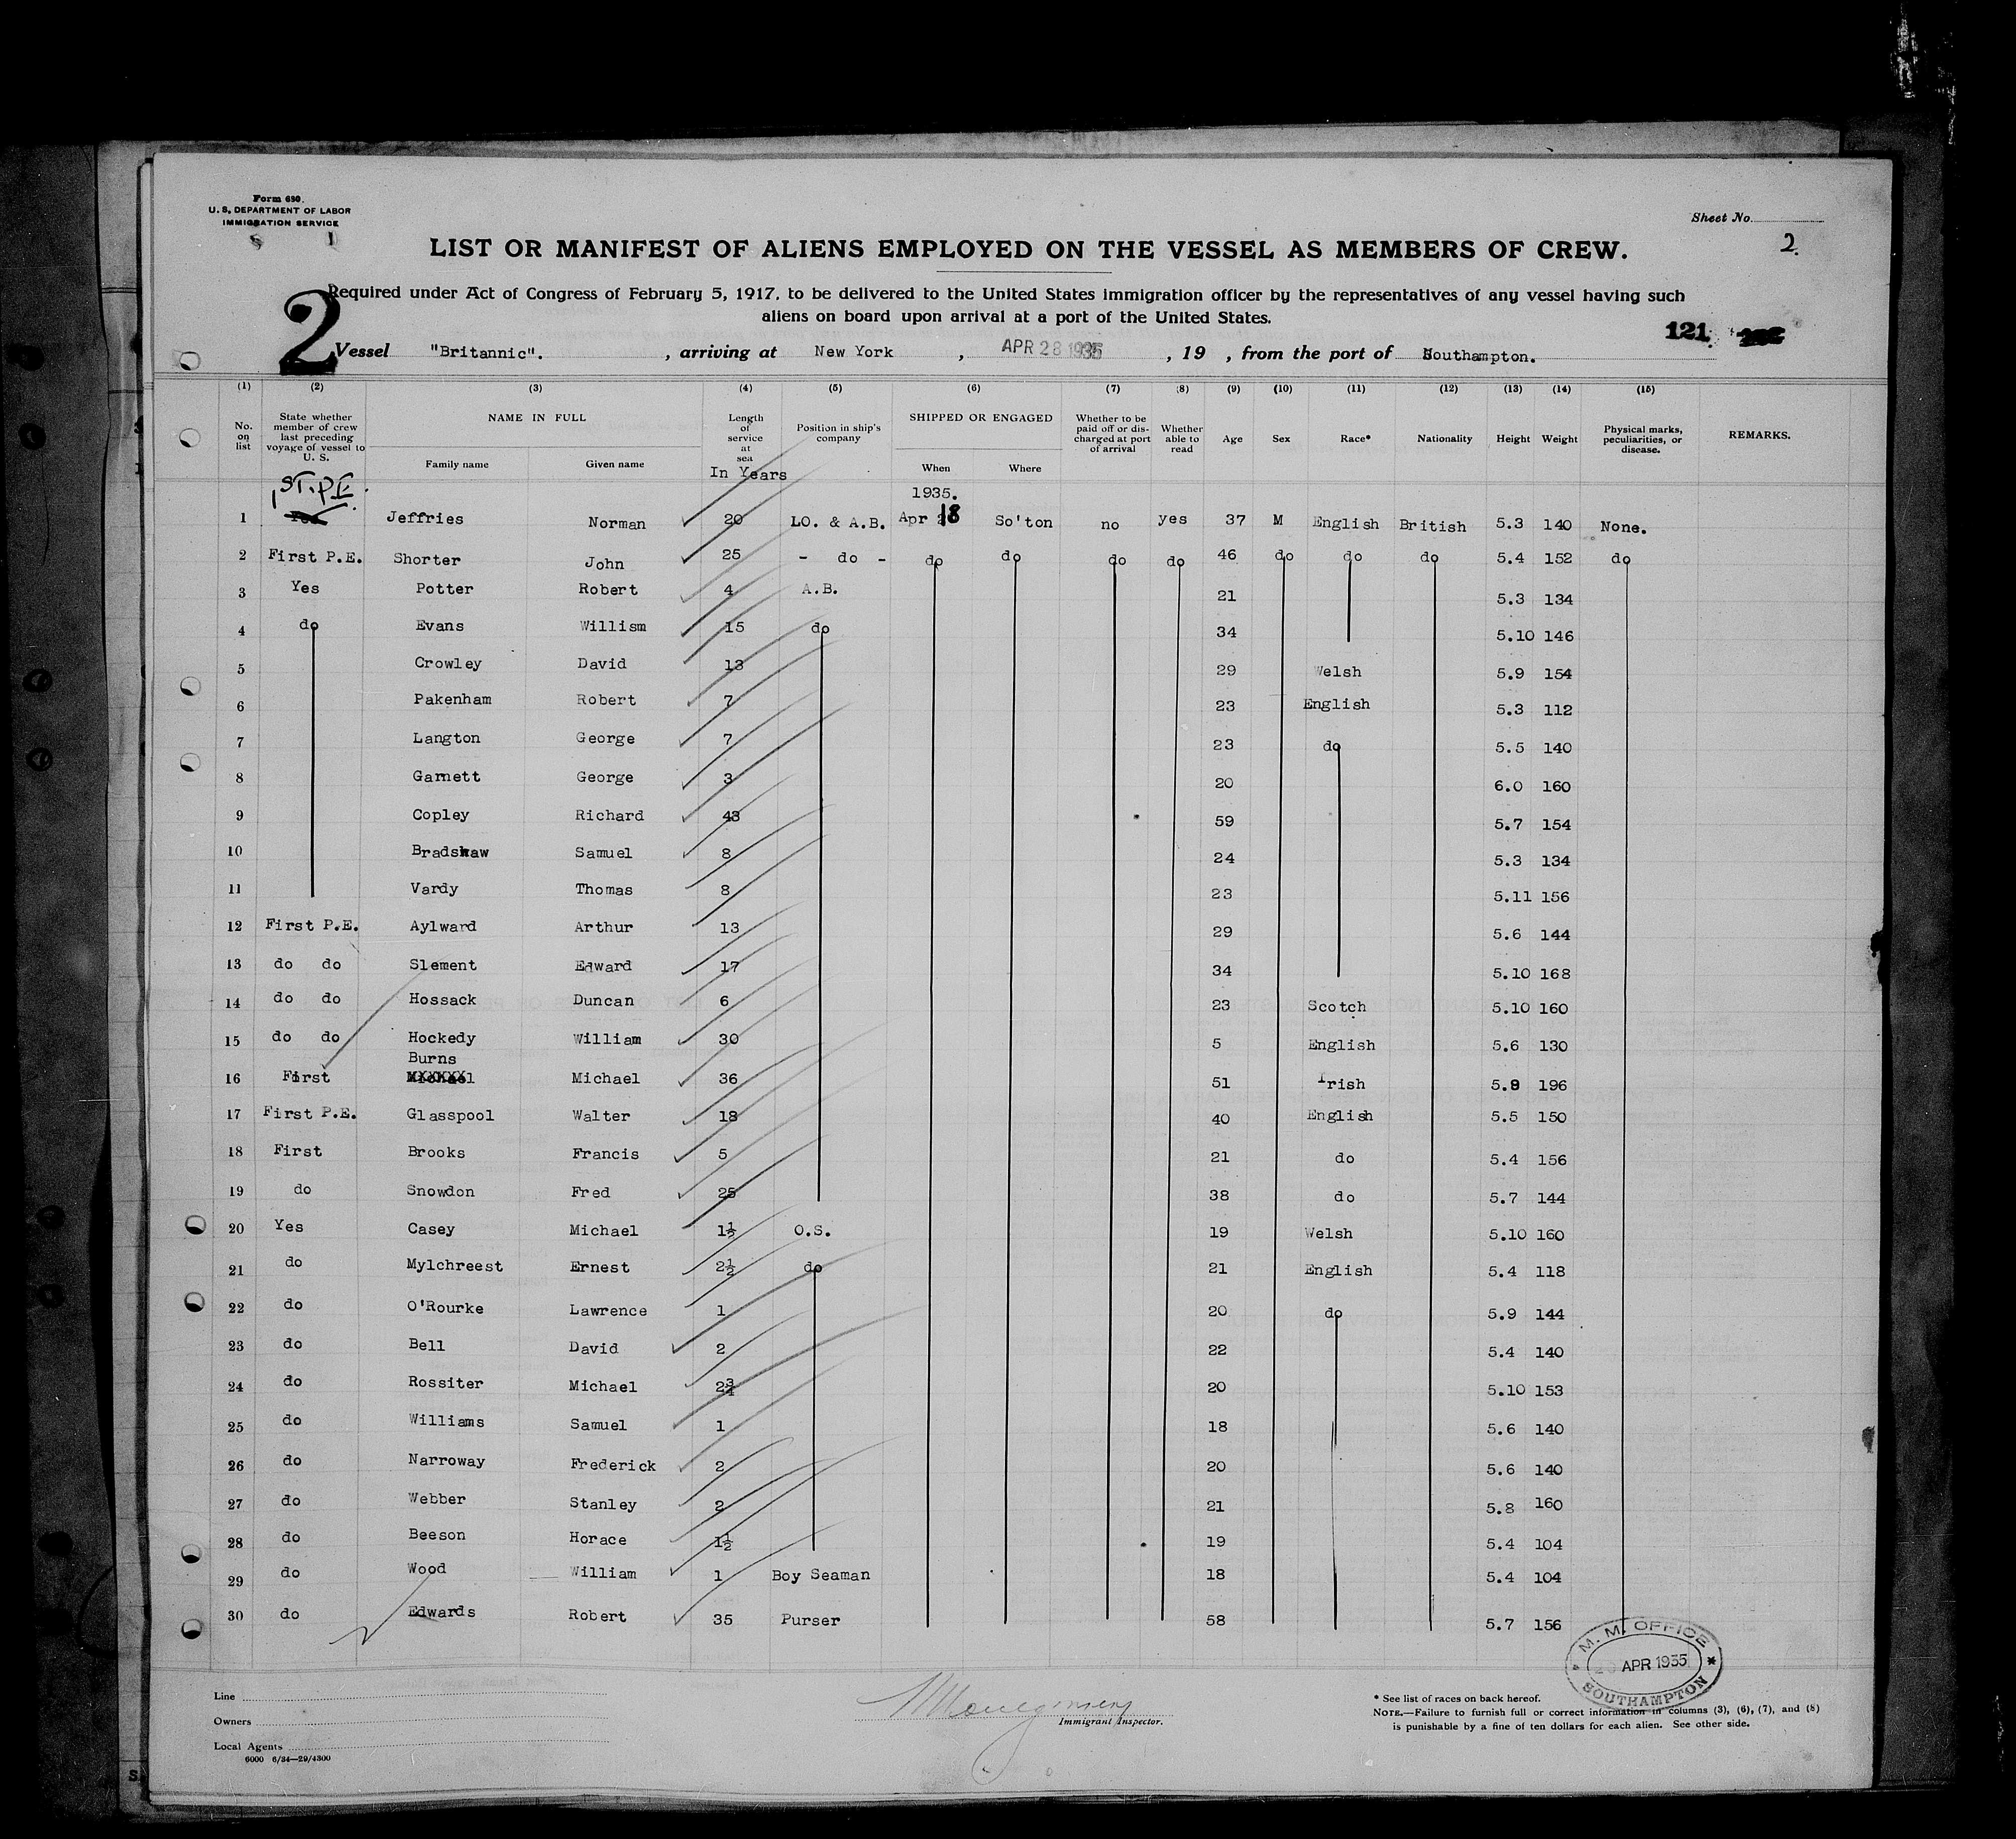 Form 680.
U. S. DEPARTMENT OF LABOR
IMMIGRATION SERVICE
Sheet No.
2.
LIST OR MANIFEST OF ALIENS EMPLOYED ON THE VESSEL AS MEMBERS OF CREW.
2
Required under Act of Congress of February 5, 1917, to be delivered to the United States immigration officer by the representatives of any vessel having such
aliens on board upon arrival at a port of the United States.
121
Vessel "Britannic". , arriving at New York , APR 28 1935 , 19 , from the port of Southampton.
(1) (2) (3) (4) (5) (6) (7) (8) (9) (10) (11) (12) (13) (14) (15)
No. on list State whether member of crew last preceding voyage of vessel to U. S. NAME IN FULL Family name Given name Length of service at sea In Years Position in ship's company SHIPPED OR ENGAGED When Where Whether to be paid off or discharged at port of arrival Whether able to read Age Sex Race* Nationality Height Weight Physical marks, peculiarities, or disease. REMARKS.
1935.
1 1ST.P.E. Yes Jeffries Norman 20 LO. & A.B. Apr 18 So'ton no yes 37 M English British 5.3 140 None.
2 First P.E. Shorter John 25 - do - do do do do 46 do do do 5.4 152 do
3 Yes Potter Robert 4 A.B. 21 5.3 134
4 do Evans Willism 15 do 34 5.10 146
5 Crowley David 13 29 Welsh 5.9 154
6 Pakenham Robert 7 23 English 5.3 112
7 Langton George 7 23 do 5.5 140
8 Garnett George 3 20 6.0 160
9 Copley Richard 43 59 5.7 154
10 Bradshaw Samuel 8 24 5.3 134
11 Vardy Thomas 8 23 5.11 156
12 First P.E. Aylward Arthur 13 29 5.6 144
13 do do Slement Edward 17 34 5.10 168
14 do do Hossack Duncan 6 23 Scotch 5.10 160
15 do do Hockedy William 30 5 English 5.6 130
Burns
16 First Michael Michael 36 51 Irish 5.9 196
17 First P.E. Glasspool Walter 18 40 English 5.5 150
18 First Brooks Francis 5 21 do 5.4 156
19 do Snowdon Fred 25 38 do 5.7 144
20 Yes Casey Michael 1½ O.S. 19 Welsh 5.10 160
21 do Mylchreest Ernest 2½ do 21 English 5.4 118
22 do O'Rourke Lawrence 1 20 do 5.9 144
23 do Bell David 2 22 5.4 140
24 do Rossiter Michael 2¾ 20 5.10 153
25 do Williams Samuel 1 18 5.6 140
26 do Narroway Frederick 2 20 5.6 140
27 do Webber Stanley 2 21 5.8 160
28 do Beeson Horace 1½ 19 5.4 104
29 do Wood William 1 Boy Seaman 18 5.4 104
30 do Edwards Robert 35 Purser 58 5.7 156
M. M. OFFICE
APR 1935
SOUTHAMPTON
Line
Owners
Local Agents
6000 6/34—29/4300
Immigrant Inspector.
* See list of races on back hereof.
NOTE.—Failure to furnish full or correct information in columns (3), (6), (7), and (8)
is punishable by a fine of ten dollars for each alien. See other side.